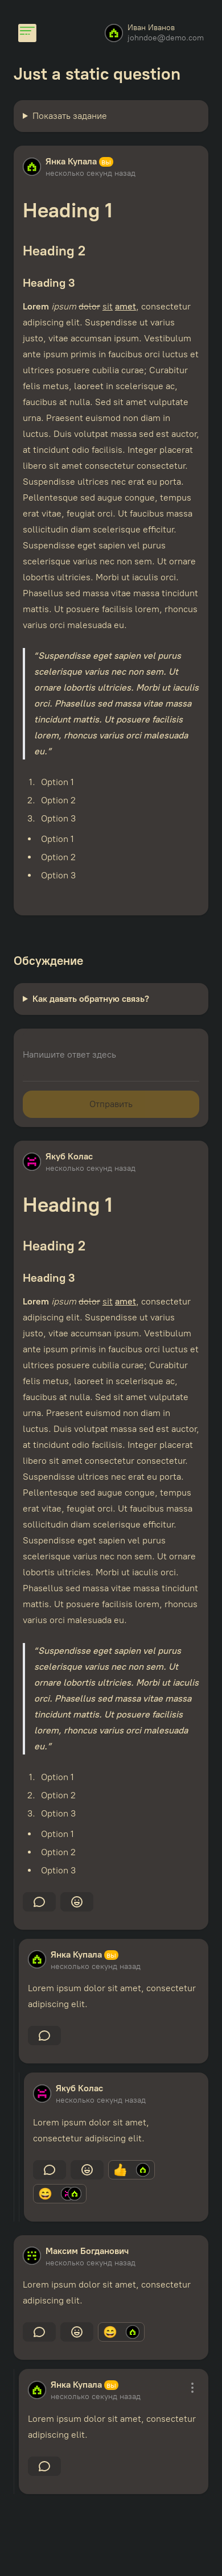 Иван Иванов
johndoe@demo.com
Just a static question
Показать задание
Янка Купала вы
несколько секунд назад
Heading 1
Heading 2
Heading 3
Lorem ipsum dolor sit amet, consectetur
adipiscing elit. Suspendisse ut varius
justo, vitae accumsan ipsum. Vestibulum
ante ipsum primis in faucibus orci luctus et
ultrices posuere cubilia curae; Curabitur
felis metus, laoreet in scelerisque ac,
faucibus at nulla. Sed sit amet vulputate
urna. Praesent euismod non diam in
luctus. Duis volutpat massa sed est auctor,
at tincidunt odio facilisis. Integer placerat
libero sit amet consectetur consectetur.
Suspendisse ultrices nec erat eu porta.
Pellentesque sed augue congue, tempus
erat vitae, feugiat orci. Ut faucibus massa
sollicitudin diam scelerisque efficitur.
Suspendisse eget sapien vel purus
scelerisque varius nec non sem. Ut ornare
lobortis ultricies. Morbi ut iaculis orci.
Phasellus sed massa vitae massa tincidunt
mattis. Ut posuere facilisis lorem, rhoncus
varius orci malesuada eu.
“Suspendisse eget sapien vel purus
scelerisque varius nec non sem. Ut
ornare lobortis ultricies. Morbi ut iaculis
orci. Phasellus sed massa vitae massa
tincidunt mattis. Ut posuere facilisis
lorem, rhoncus varius orci malesuada
eu.”
1. Option 1
2. Option 2
3. Option 3
• Option 1
• Option 2
• Option 3
Обсуждение
Как давать обратную связь?
Напишите ответ здесь
Отправить
Якуб Колас
несколько секунд назад
Heading 1
Heading 2
Heading 3
Lorem ipsum dolor sit amet, consectetur
adipiscing elit. Suspendisse ut varius
justo, vitae accumsan ipsum. Vestibulum
ante ipsum primis in faucibus orci luctus et
ultrices posuere cubilia curae; Curabitur
felis metus, laoreet in scelerisque ac,
faucibus at nulla. Sed sit amet vulputate
urna. Praesent euismod non diam in
luctus. Duis volutpat massa sed est auctor,
at tincidunt odio facilisis. Integer placerat
libero sit amet consectetur consectetur.
Suspendisse ultrices nec erat eu porta.
Pellentesque sed augue congue, tempus
erat vitae, feugiat orci. Ut faucibus massa
sollicitudin diam scelerisque efficitur.
Suspendisse eget sapien vel purus
scelerisque varius nec non sem. Ut ornare
lobortis ultricies. Morbi ut iaculis orci.
Phasellus sed massa vitae massa tincidunt
mattis. Ut posuere facilisis lorem, rhoncus
varius orci malesuada eu.
“Suspendisse eget sapien vel purus
scelerisque varius nec non sem. Ut
ornare lobortis ultricies. Morbi ut iaculis
orci. Phasellus sed massa vitae massa
tincidunt mattis. Ut posuere facilisis
lorem, rhoncus varius orci malesuada
eu.”
1. Option 1
2. Option 2
3. Option 3
• Option 1
• Option 2
• Option 3
Янка Купала вы
несколько секунд назад
Lorem ipsum dolor sit amet, consectetur
adipiscing elit.
Якуб Колас
несколько секунд назад
Lorem ipsum dolor sit amet,
consectetur adipiscing elit.
Максим Богданович
несколько секунд назад
Lorem ipsum dolor sit amet, consectetur
adipiscing elit.
Янка Купала вы
несколько секунд назад
Lorem ipsum dolor sit amet, consectetur
adipiscing elit.